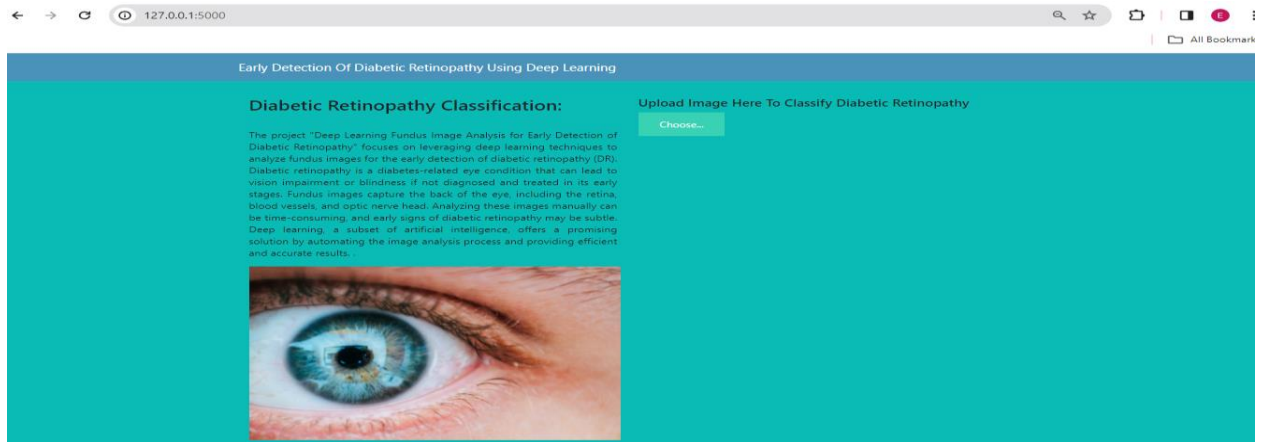 127.0.0.1:5000
E
All Bookmark
Early Detection Of Diabetic Retinopathy Using Deep Learning
Diabetic Retinopathy Classification:
The project "Deep Learning Fundus Image Analysis for Early Detection of
Diabetic Retinopathy" focuses on leveraging deep learning techniques to
analyze fundus images for the early detection of diabetic retinopathy (DR).
Diabetic retinopathy is a diabetes-related eye condition that can lead to
vision impairment or blindness if not diagnosed and treated in its early
stages. Fundus images capture the back of the eye, including the retina,
blood vessels, and optic nerve head. Analyzing these images manually can
be time-consuming, and early signs of diabetic retinopathy may be subtle.
Deep learning, a subset of artificial intelligence, offers a promising
solution by automating the image analysis process and providing efficient
and accurate results. .
Upload Image Here To Classify Diabetic Retinopathy
Choose...